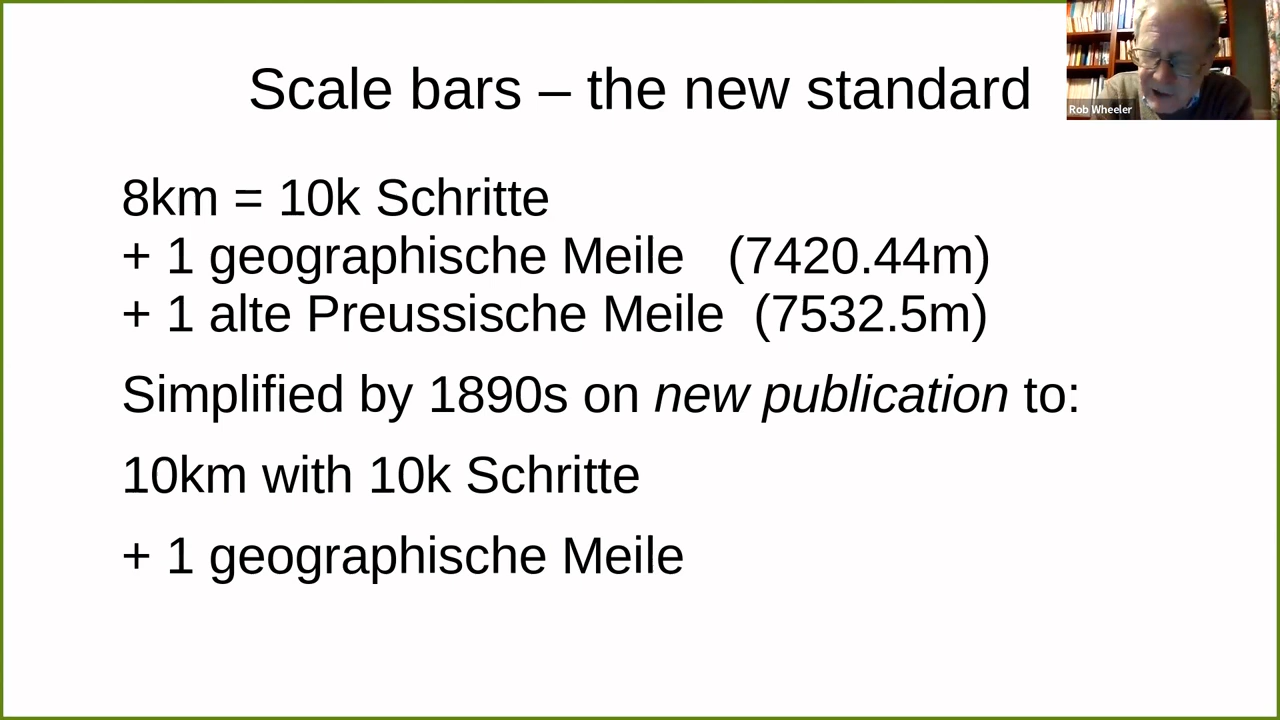 Scale bars – the new standard
Rob Wheeler
8km = 10k Schritte
+ 1 geographische Meile (7420.44m)
+ 1 alte Preussische Meile (7532.5m)
Simplified by 1890s on new publication to:
10km with 10k Schritte
+ 1 geographische Meile